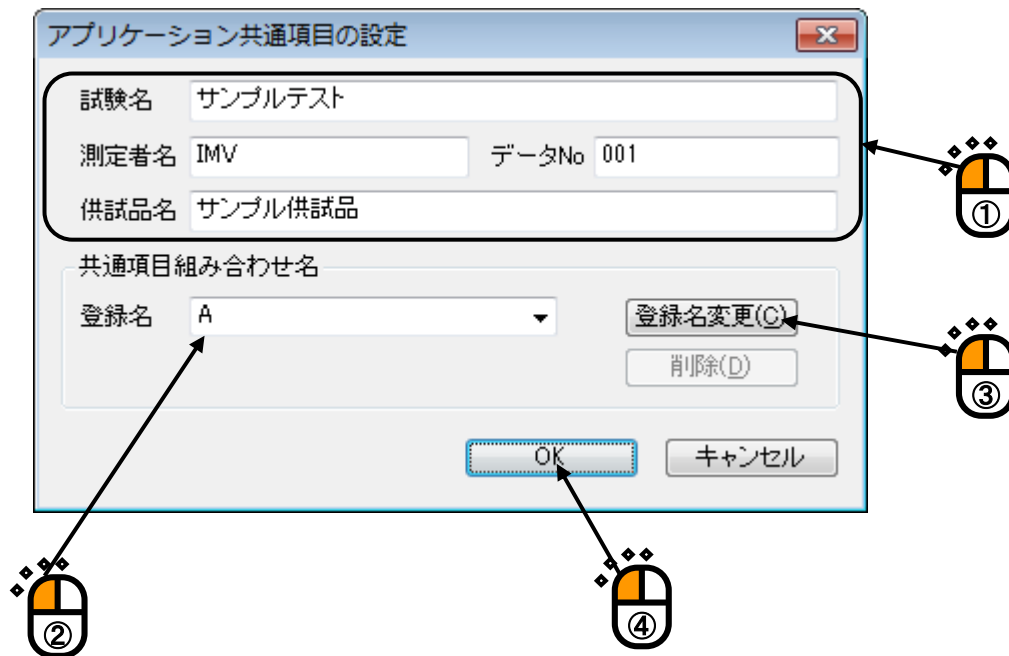 アプリケーション共通項目の設定
試験名 サンプルテスト
測定者名 IMV データNo 001
供試品名 サンプル供試品
①
共通項目組み合わせ名
登録名 A 登録名変更(C)
削除(D)
③
OK キャンセル
②
④